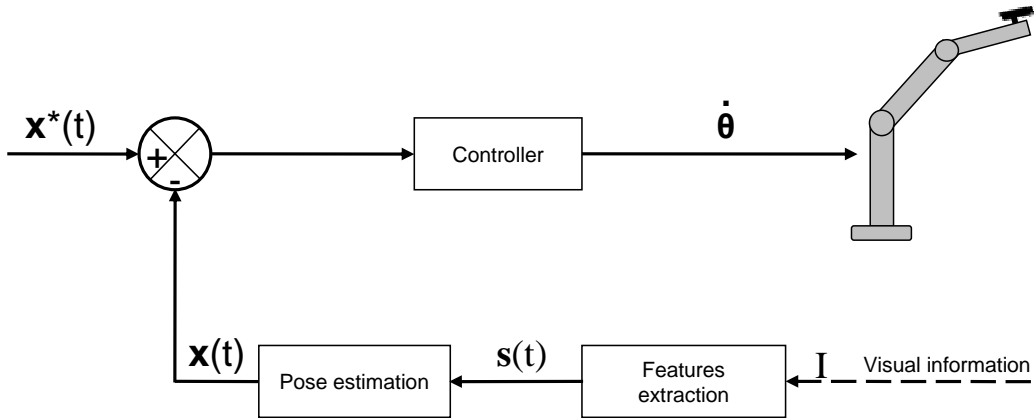 x*(t)
+
-
Controller
θ̇
x(t)
Pose estimation
s(t)
Features
extraction
I
Visual information